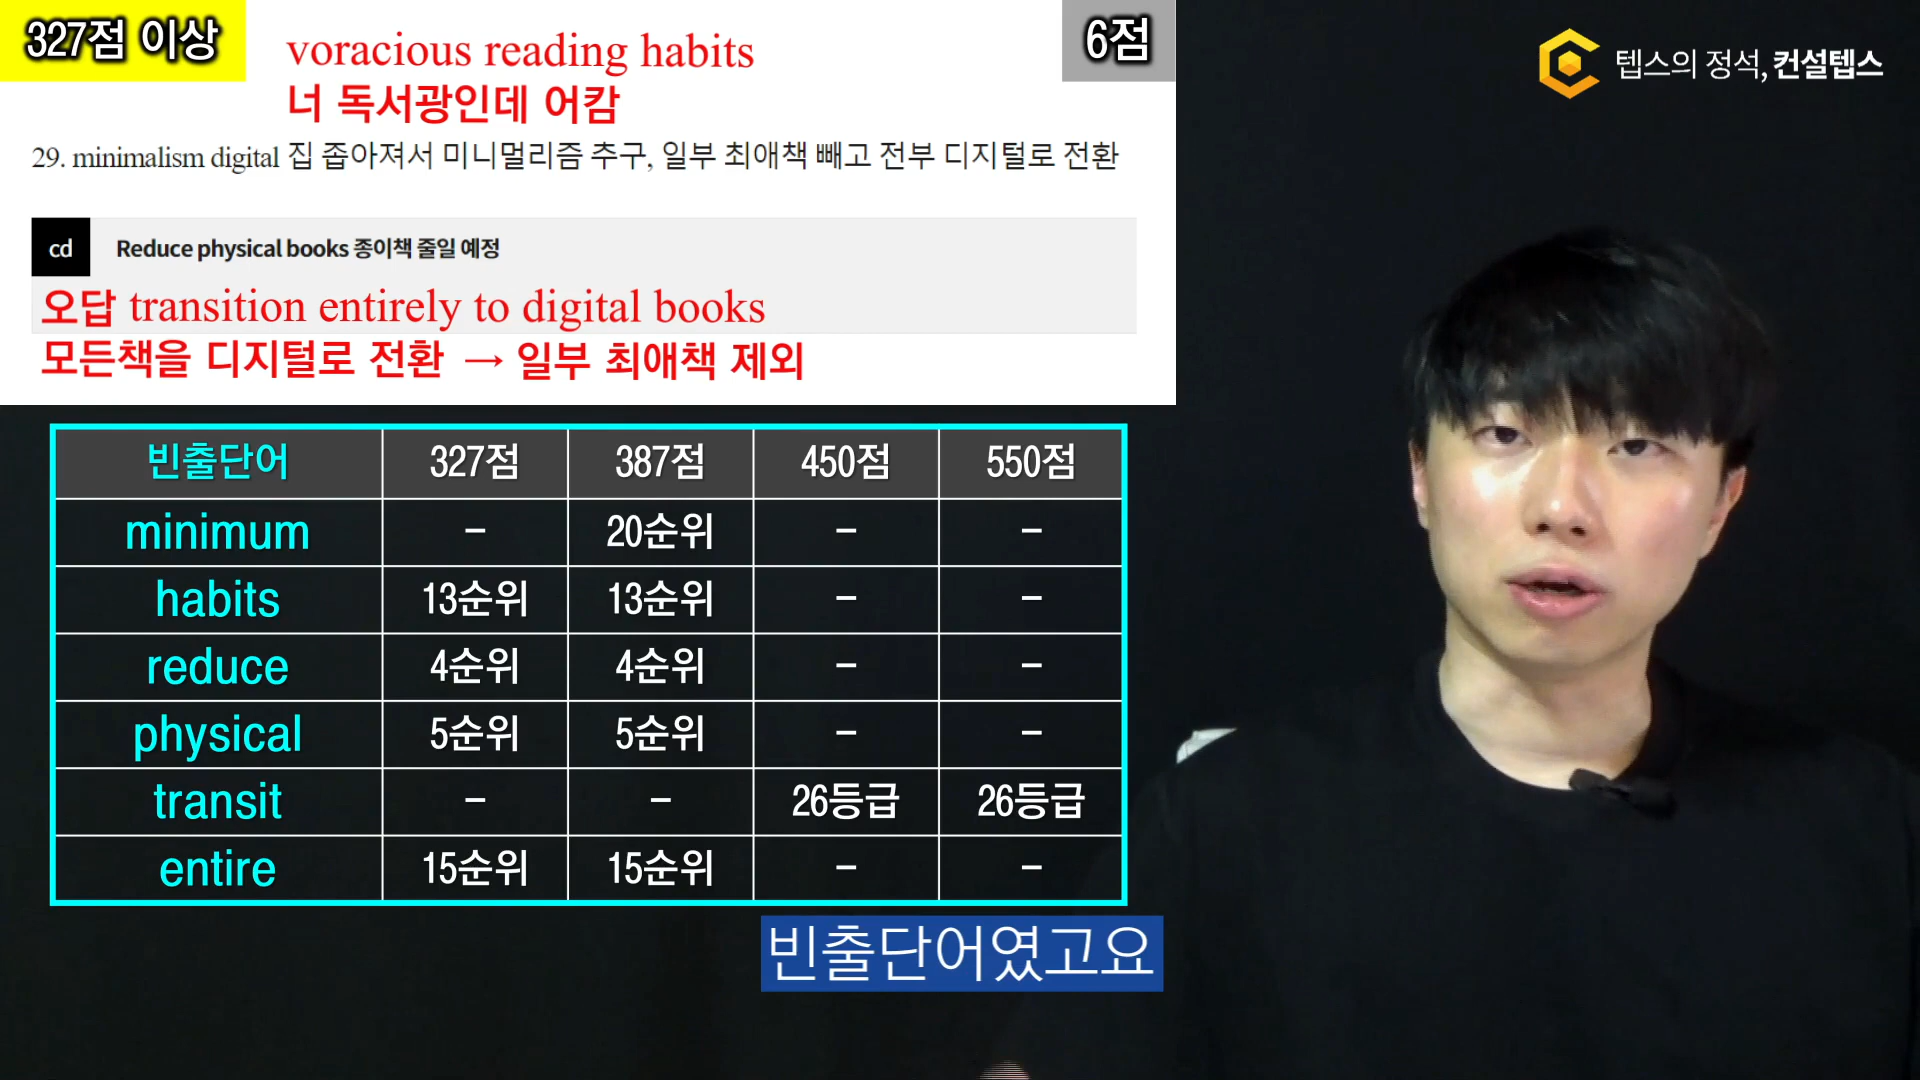 327점 이상
6점
텝스의 정석, 컨설텝스
voracious reading habits
너 독서광인데 어캄
29. minimalism digital 집 좁아져서 미니멀리즘 추구, 일부 최애책 빼고 전부 디지털로 전환
cd Reduce physical books 종이책 줄일 예정
오답 transition entirely to digital books
모든책을 디지털로 전환 → 일부 최애책 제외
빈출단어 327점 387점 450점 550점
minimum - 20순위 - -
habits 13순위 13순위 - -
reduce 4순위 4순위 - -
physical 5순위 5순위 - -
transit - - 26등급 26등급
entire 15순위 15순위 - -
빈출단어였고요